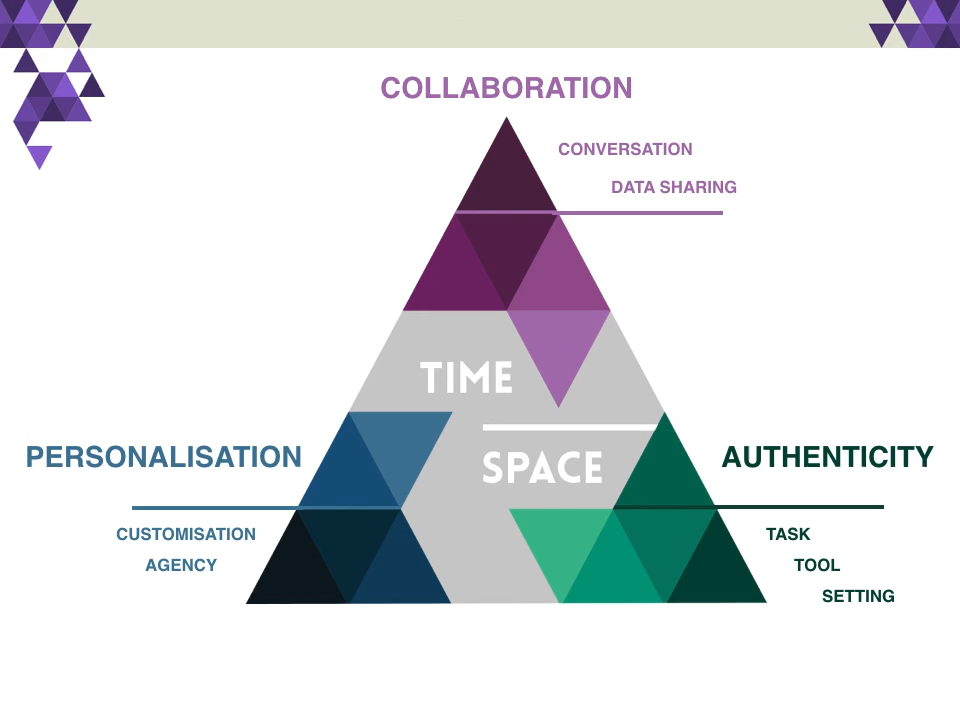 COLLABORATION
CONVERSATION
DATA SHARING
TIME
SPACE
PERSONALISATION
CUSTOMISATION
AGENCY
AUTHENTICITY
TASK
TOOL
SETTING